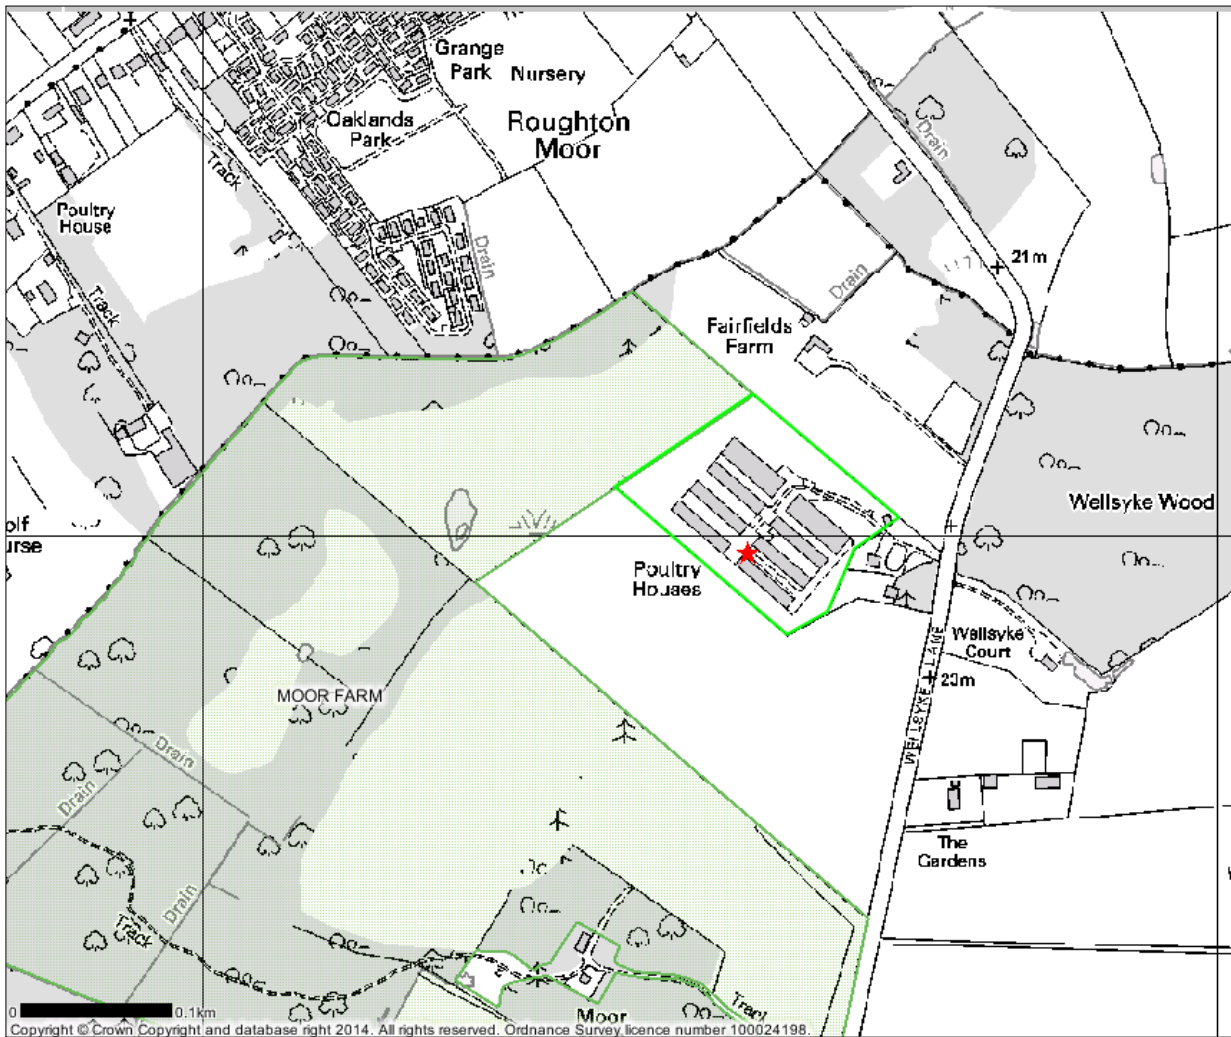 Grange
Park
Nursery
Oaklands
Park
Roughton
Moor
Drain
Track
Poultry
House
Drain
21m
Track
Drain
Fairfields
Farm
Wellsyke Wood
olf
urse
Poultry
Houses
Wellsyke
Court
MOOR FARM
23m
WELLSYKE LANE
Drain
Drain
The
Gardens
Drain
Track
Track
Moor
0
0.1km
Copyright © Crown Copyright and database right 2014. All rights reserved. Ordnance Survey licence number 100024198.